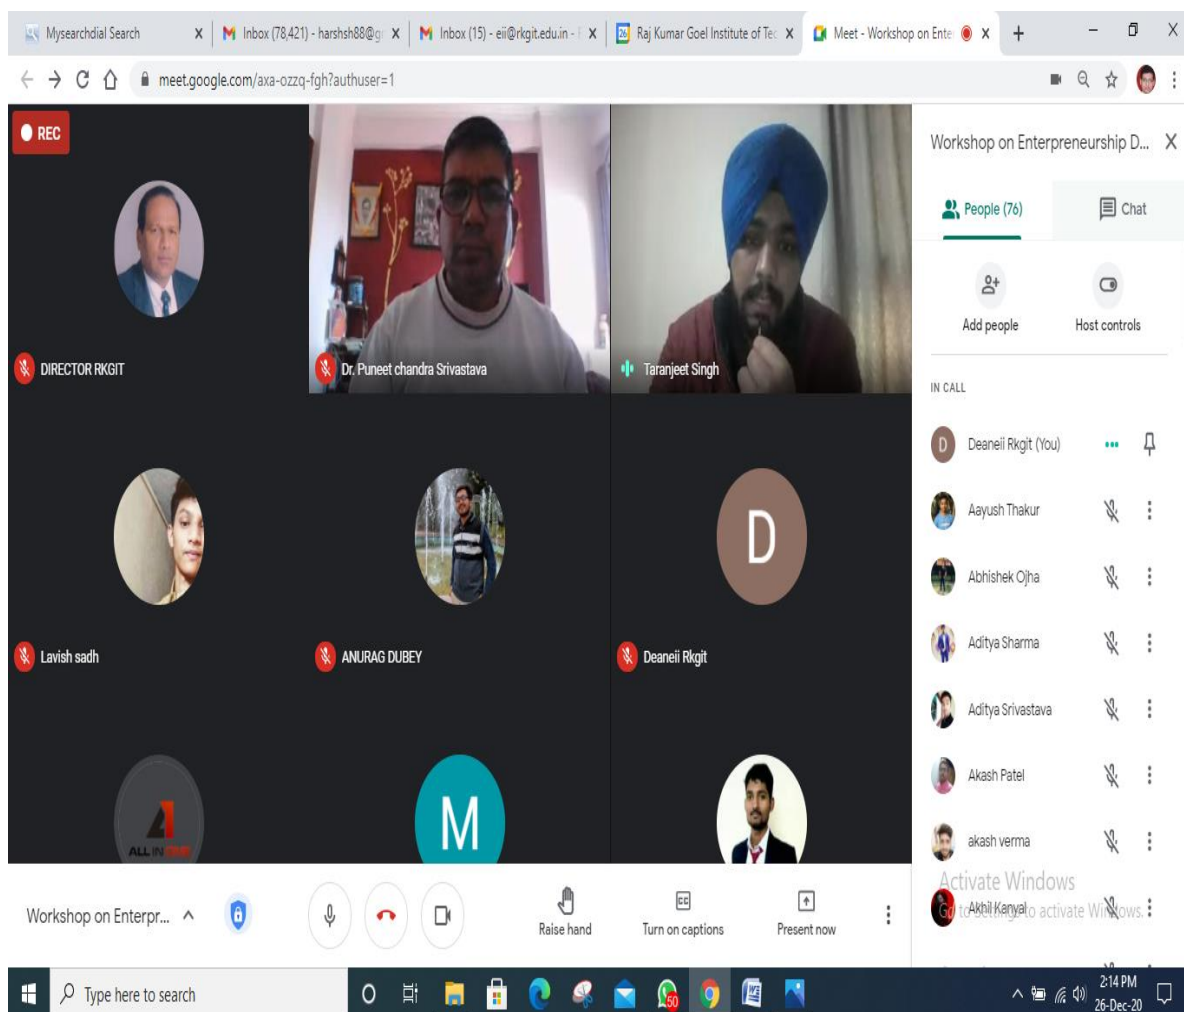 Mysearchdial Search
Inbox (78,421) - harshsh88@g
Inbox (15) - eii@rkgit.edu.in -
Raj Kumar Goel Institute of Tec
Meet - Workshop on Ente
meet.google.com/axa-ozzq-fgh?authuser=1
REC
DIRECTOR RKGIT
Dr. Puneet chandra Srivastava
Taranjeet Singh
Lavish sadh
ANURAG DUBEY
D
Deaneii Rkgit
ALL IN
M
Workshop on Enterpreneurship D...
People (76)
Chat
Add people
Host controls
IN CALL
D
Deaneii Rkgit (You)
Aayush Thakur
Abhishek Ojha
Aditya Sharma
Aditya Srivastava
Akash Patel
akash verma
Akhil Kanyal
Activate Windows
Go to Settings to activate Windows.
Workshop on Enterpr...
Raise hand
CC
Turn on captions
Present now
Type here to search
50
2:14 PM
26-Dec-20